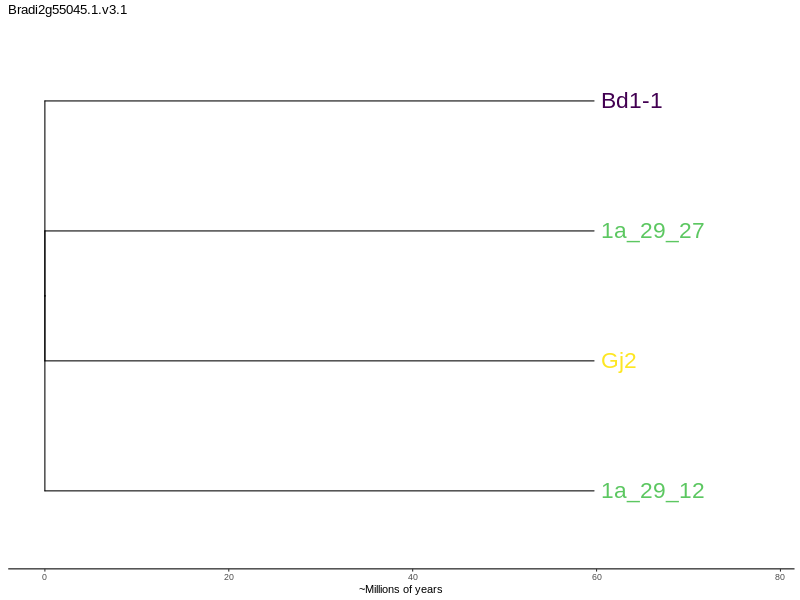 Bradi2g55045.1.v3.1
Bd1-1
1a_29_27
Gj2
1a_29_12
0 20 40 60 80
~Millions of years